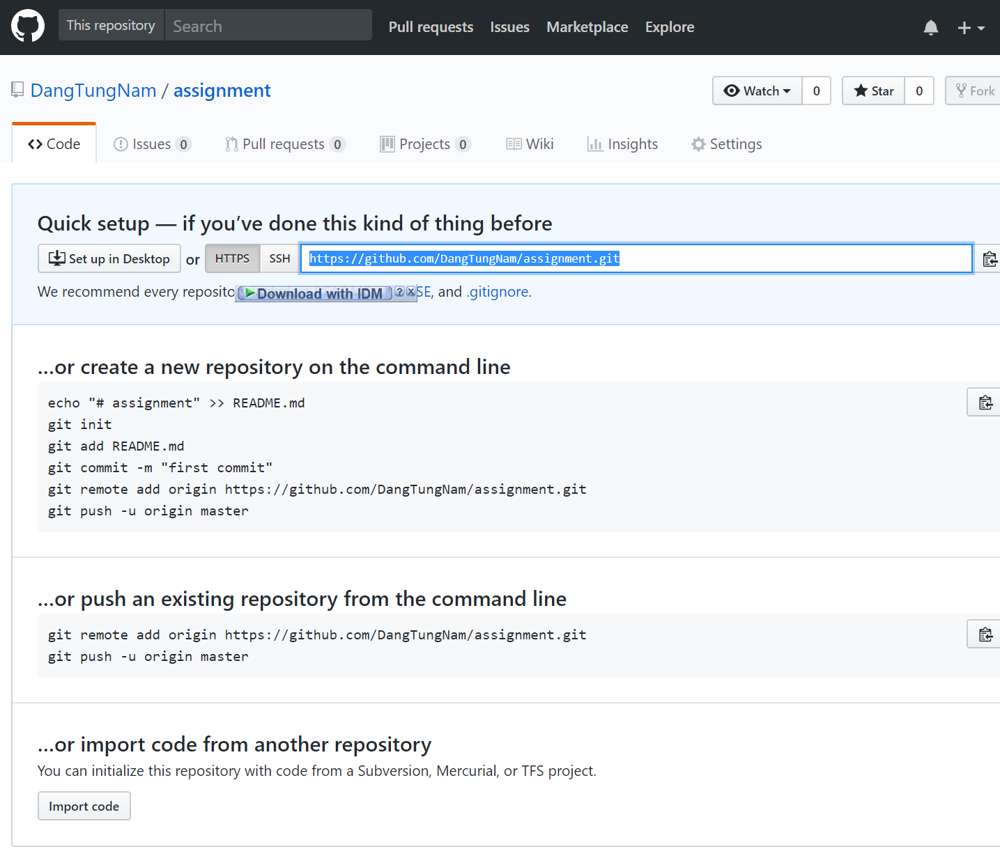 This repository Search Pull requests Issues Marketplace Explore
DangTungNam / assignment Watch 0 Star 0 Fork
Code Issues 0 Pull requests 0 Projects 0 Wiki Insights Settings
Quick setup — if you’ve done this kind of thing before
Set up in Desktop or HTTPS SSH https://github.com/DangTungNam/assignment.git
We recommend every reposito Download with IDM ? x SE, and .gitignore.
…or create a new repository on the command line
echo "# assignment" >> README.md
git init
git add README.md
git commit -m "first commit"
git remote add origin https://github.com/DangTungNam/assignment.git
git push -u origin master
…or push an existing repository from the command line
git remote add origin https://github.com/DangTungNam/assignment.git
git push -u origin master
…or import code from another repository
You can initialize this repository with code from a Subversion, Mercurial, or TFS project.
Import code